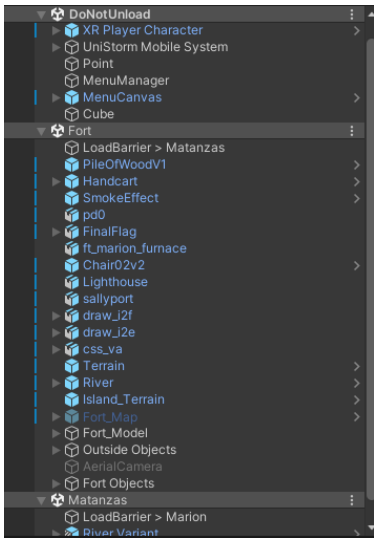 DoNotUnload
XR Player Character
UniStorm Mobile System
Point
MenuManager
MenuCanvas
Cube
Fort
LoadBarrier > Matanzas
PileOfWoodV1
Handcart
SmokeEffect
pd0
FinalFlag
ft_marion_furnace
Chair02v2
Lighthouse
sallyport
draw_i2f
draw_i2e
css_va
Terrain
River
Island_Terrain
Fort_Map
Fort_Model
Outside Objects
AerialCamera
Fort Objects
Matanzas
LoadBarrier > Marion
River Variant